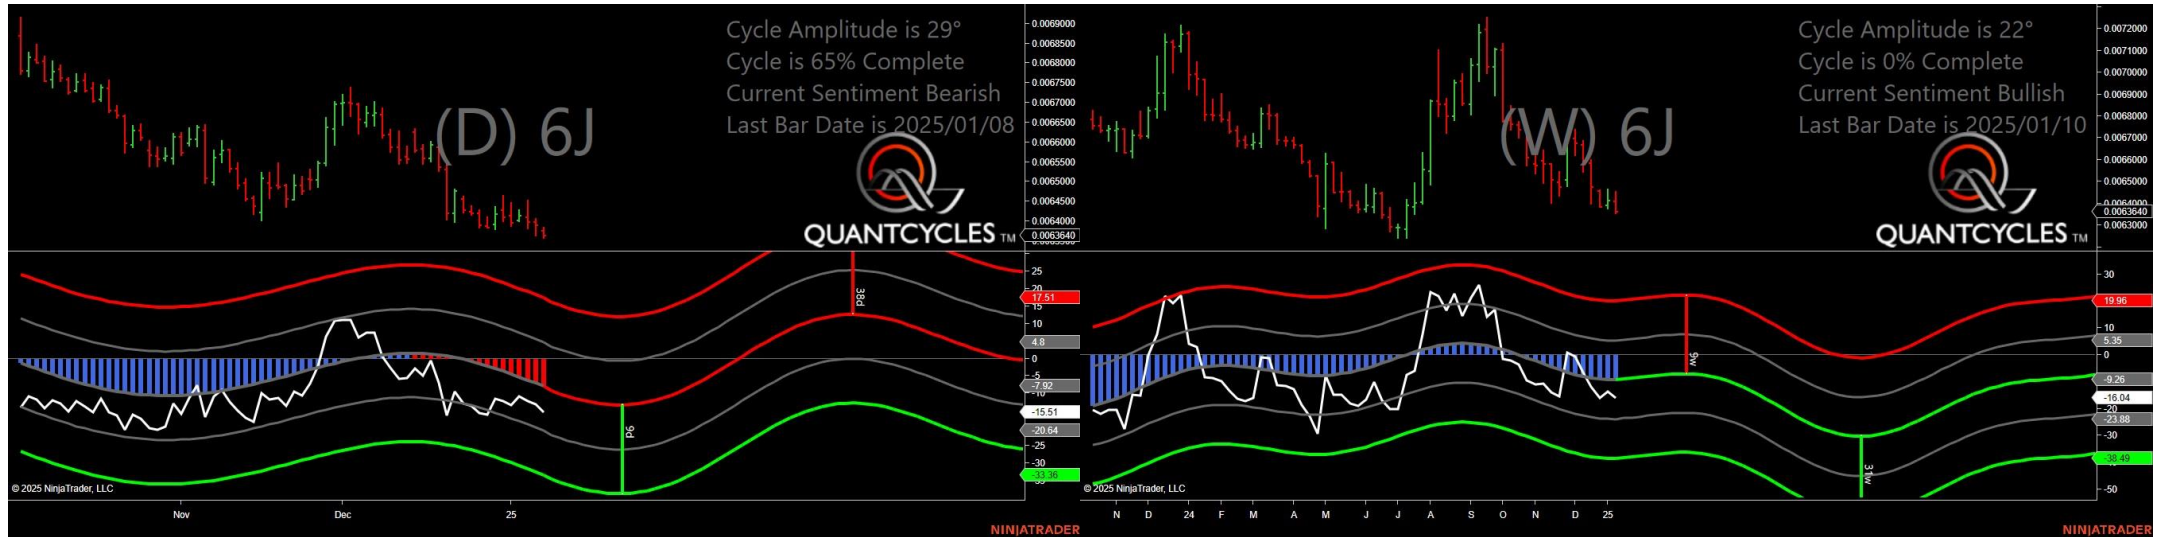 Cycle Amplitude is 29°
Cycle is 65% Complete
Current Sentiment Bearish
Last Bar Date is 2025/01/08
(D) 6J
QUANTCYCLES TM
0.0069000
0.0068500
0.0068000
0.0067500
0.0067000
0.0066500
0.0066000
0.0065500
0.0065000
0.0064500
0.0064000
0.0063640
25
20
17.51
15
10
4.8
0
-5
-7.92
-10
-15.51
-20.64
-25
-30
-33.36
38d
9d
© 2025 NinjaTrader, LLC
Nov
Dec
25
NINJATRADER
Cycle Amplitude is 22°
Cycle is 0% Complete
Current Sentiment Bullish
Last Bar Date is 2025/01/10
(W) 6J
QUANTCYCLES TM
0.0072000
0.0071000
0.0070000
0.0069000
0.0068000
0.0067000
0.0066000
0.0065000
0.0064000
0.0063640
0.0063000
30
19.96
10
5.35
0
-9.26
-16.04
-20
-23.88
-30
-38.49
-50
9w
31w
© 2025 NinjaTrader, LLC
N D 24 F M A M J J A S O N D 25
NINJATRADER